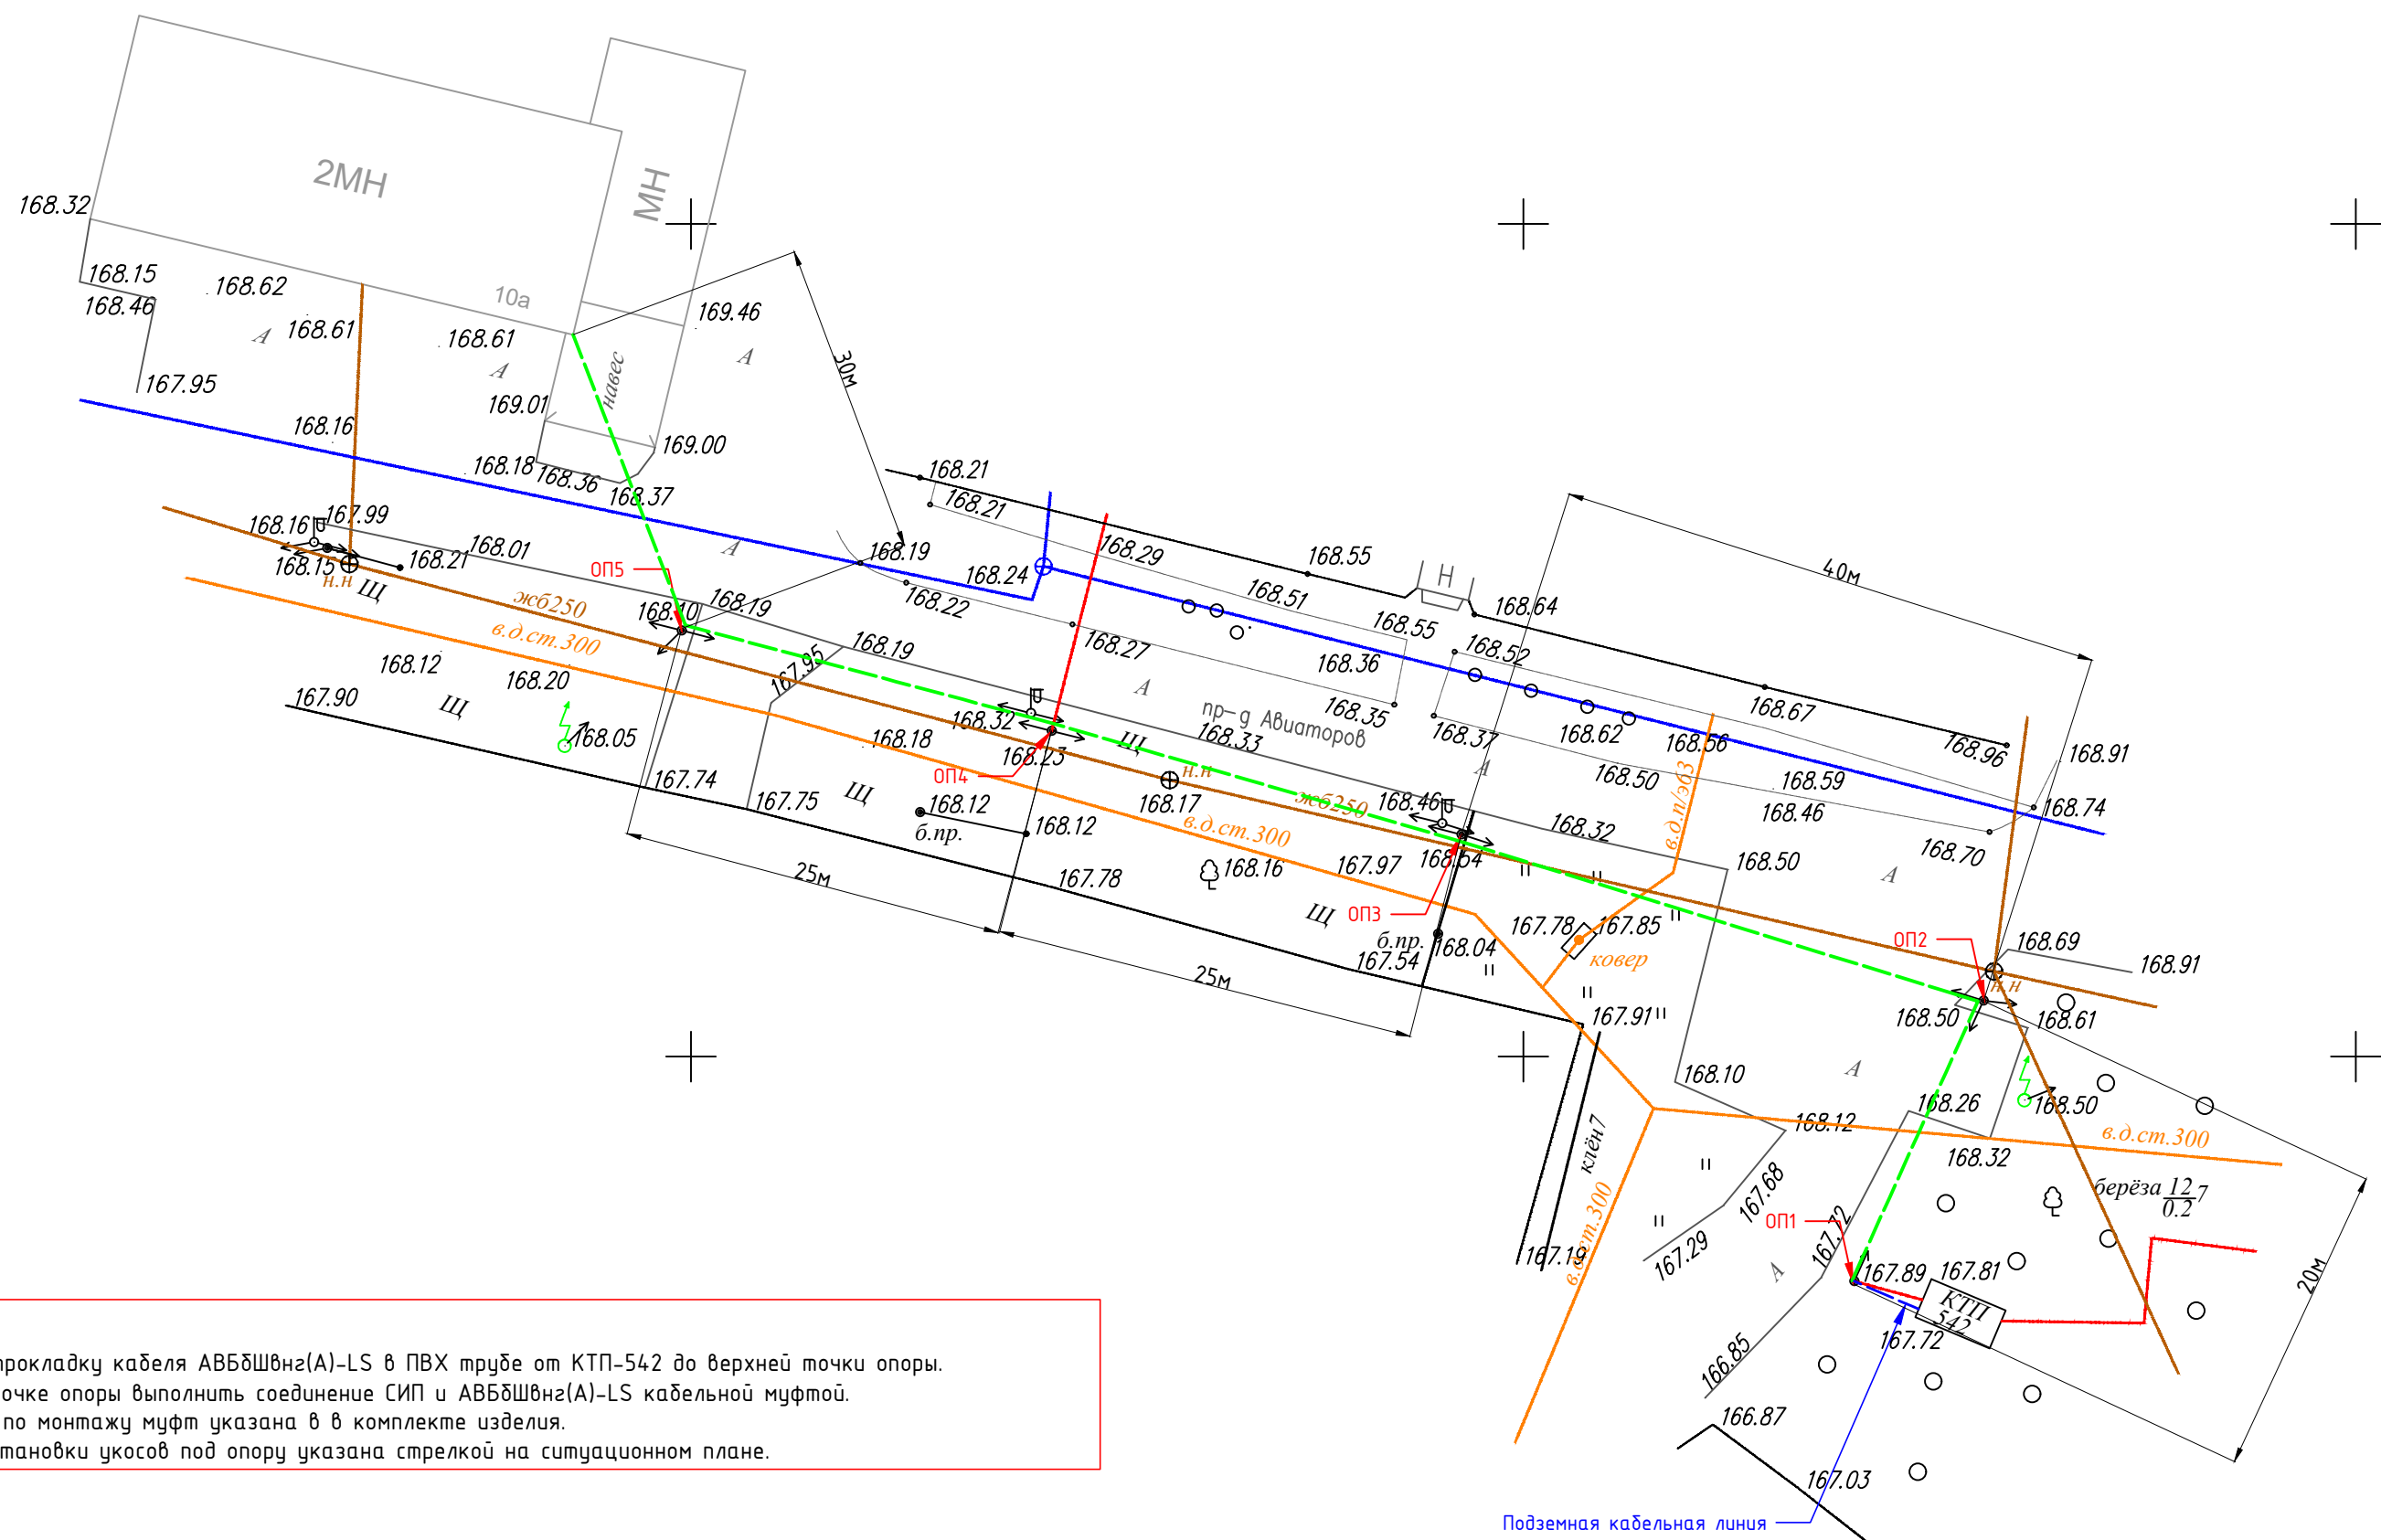 2МН
МН
168.32
168.15
168.46
168.62
А
168.61
10а
168.61
А
169.46
А
30м
навес
167.95
169.01
168.16
169.00
168.18
168.36
168.37
168.21
168.21
168.16
167.99
168.01
А
168.19
168.29
168.55
Н
40м
168.15
168.21
н.н
Щ
ОП5
168.24
168.51
168.64
жб250
168.10
168.19
168.22
168.55
в.д.ст.300
168.27
168.36
168.52
168.12
168.20
167.95
168.19
А
168.67
167.90
Щ
168.05
168.32
пр-д Авиаторов
168.35
168.37
168.62
168.66
168.96
168.91
168.18
168.23
Щ
168.33
ОП4
н.н
А
168.50
168.59
167.74
167.75
Щ
168.12
б.пр.
168.12
168.17
жб250
168.46
в.д.п/эб3
168.46
168.74
в.д.ст.300
168.32
168.70
25м
167.78
168.16
167.97
168.64
168.50
А
Щ
ОП3
167.78
167.85
ковер
ОП2
168.69
168.91
б.пр.
168.04
167.54
25м
н.н
167.91
168.50
168.61
168.10
А
168.26
168.50
168.12
в.д.ст.300
клён7
168.32
167.68
берёза 12
0.2
7
в.д.ст.300
ОП1
167.72
167.19
167.29
А
167.89
167.81
КТП
542
20м
167.72
166.85
прокладку кабеля АВБбШвнг(А)-LS в ПВХ трубе от КТП-542 до верхней точки опоры.
очке опоры выполнить соединение СИП и АВБбШвнг(А)-LS кабельной муфтой.
по монтажу муфт указана в в комплекте изделия.
тановки укосов под опору указана стрелкой на ситуационном плане.
166.87
167.03
Подземная кабельная линия